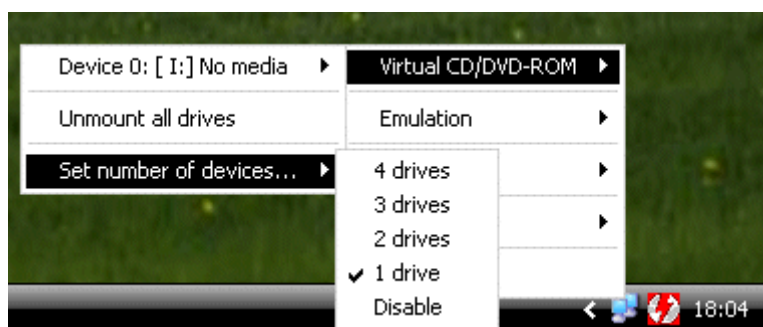 Device 0: [ I:] No media
Unmount all drives
Set number of devices...
Virtual CD/DVD-ROM
Emulation
4 drives
3 drives
2 drives
1 drive
Disable
18:04